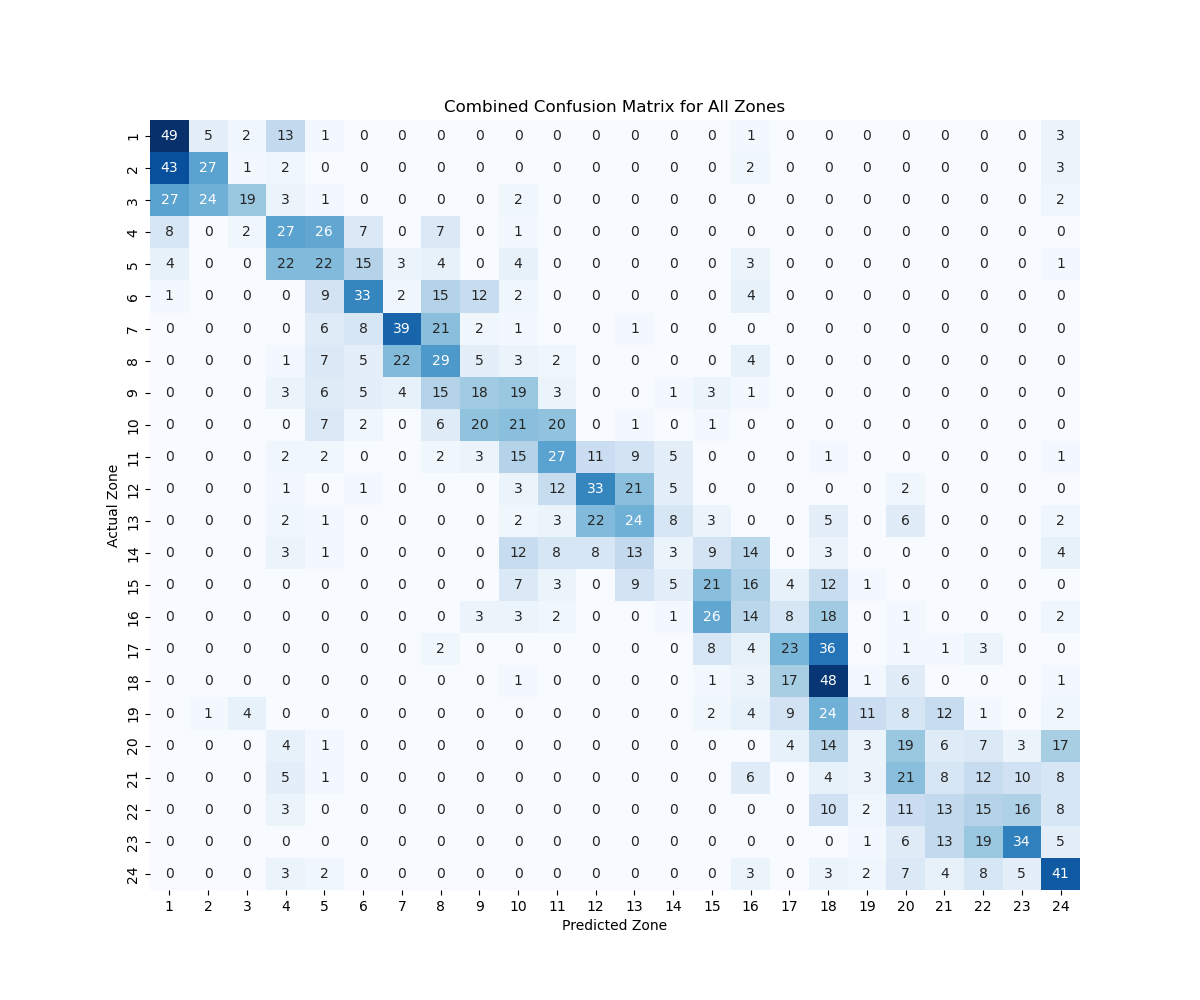 Combined Confusion Matrix for All Zones
1 49 5 2 13 1 0 0 0 0 0 0 0 0 0 0 1 0 0 0 0 0 0 0 3
2 43 27 1 2 0 0 0 0 0 0 0 0 0 0 0 2 0 0 0 0 0 0 0 3
3 27 24 19 3 1 0 0 0 0 2 0 0 0 0 0 0 0 0 0 0 0 0 0 2
4 8 0 2 27 26 7 0 7 0 1 0 0 0 0 0 0 0 0 0 0 0 0 0 0
5 4 0 0 22 22 15 3 4 0 4 0 0 0 0 0 3 0 0 0 0 0 0 0 1
6 1 0 0 0 9 33 2 15 12 2 0 0 0 0 0 4 0 0 0 0 0 0 0 0
7 0 0 0 0 6 8 39 21 2 1 0 0 1 0 0 0 0 0 0 0 0 0 0 0
8 0 0 0 1 7 5 22 29 5 3 2 0 0 0 0 4 0 0 0 0 0 0 0 0
9 0 0 0 3 6 5 4 15 18 19 3 0 0 1 3 1 0 0 0 0 0 0 0 0
10 0 0 0 0 7 2 0 6 20 21 20 0 1 0 1 0 0 0 0 0 0 0 0 0
11 0 0 0 2 2 0 0 2 3 15 27 11 9 5 0 0 0 1 0 0 0 0 0 1
12 0 0 0 1 0 1 0 0 0 3 12 33 21 5 0 0 0 0 0 2 0 0 0 0
13 0 0 0 2 1 0 0 0 0 2 3 22 24 8 3 0 0 5 0 6 0 0 0 2
14 0 0 0 3 1 0 0 0 0 12 8 8 13 3 9 14 0 3 0 0 0 0 0 4
15 0 0 0 0 0 0 0 0 0 7 3 0 9 5 21 16 4 12 1 0 0 0 0 0
16 0 0 0 0 0 0 0 0 3 3 2 0 0 1 26 14 8 18 0 1 0 0 0 2
17 0 0 0 0 0 0 0 2 0 0 0 0 0 0 8 4 23 36 0 1 1 3 0 0
18 0 0 0 0 0 0 0 0 0 1 0 0 0 0 1 3 17 48 1 6 0 0 0 1
19 0 1 4 0 0 0 0 0 0 0 0 0 0 0 2 4 9 24 11 8 12 1 0 2
20 0 0 0 4 1 0 0 0 0 0 0 0 0 0 0 0 4 14 3 19 6 7 3 17
21 0 0 0 5 1 0 0 0 0 0 0 0 0 0 0 6 0 4 3 21 8 12 10 8
22 0 0 0 3 0 0 0 0 0 0 0 0 0 0 0 0 0 10 2 11 13 15 16 8
23 0 0 0 0 0 0 0 0 0 0 0 0 0 0 0 0 0 0 1 6 13 19 34 5
24 0 0 0 3 2 0 0 0 0 0 0 0 0 0 0 3 0 3 2 7 4 8 5 41
1 2 3 4 5 6 7 8 9 10 11 12 13 14 15 16 17 18 19 20 21 22 23 24
Predicted Zone
Actual Zone